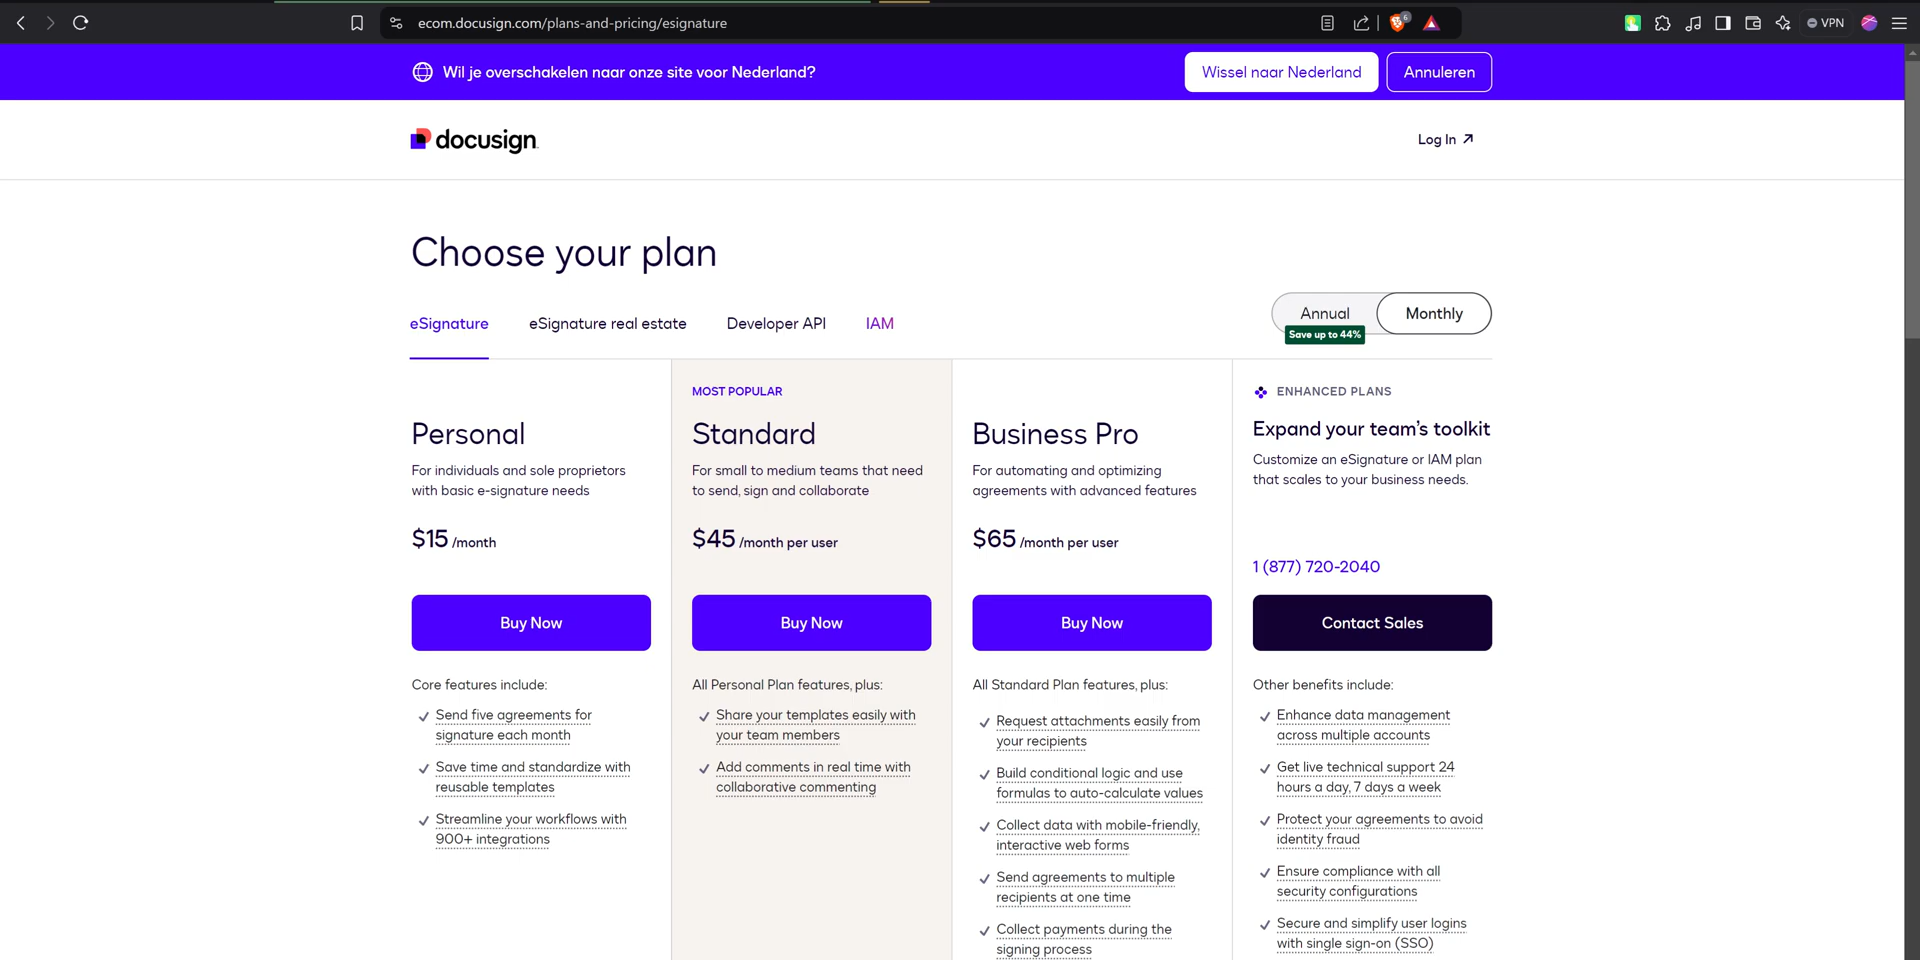 ecom.docusign.com/plans-and-pricing/esignature
6
VPN
Wil je overschakelen naar onze site voor Nederland?
Wissel naar Nederland
Annuleren
docusign
Log In
Choose your plan
eSignature
eSignature real estate
Developer API
IAM
Annual
Monthly
Save up to 44%
Personal
For individuals and sole proprietors
with basic e-signature needs
$15 /month
Buy Now
Core features include:
Send five agreements for
signature each month
Save time and standardize with
reusable templates
Streamline your workflows with
900+ integrations
MOST POPULAR
Standard
For small to medium teams that need
to send, sign and collaborate
$45 /month per user
Buy Now
All Personal Plan features, plus:
Share your templates easily with
your team members
Add comments in real time with
collaborative commenting
Business Pro
For automating and optimizing
agreements with advanced features
$65 /month per user
Buy Now
All Standard Plan features, plus:
Request attachments easily from
your recipients
Build conditional logic and use
formulas to auto-calculate values
Collect data with mobile-friendly,
interactive web forms
Send agreements to multiple
recipients at one time
Collect payments during the
signing process
ENHANCED PLANS
Expand your team’s toolkit
Customize an eSignature or IAM plan
that scales to your business needs.
1 (877) 720-2040
Contact Sales
Other benefits include:
Enhance data management
across multiple accounts
Get live technical support 24
hours a day, 7 days a week
Protect your agreements to avoid
identity fraud
Ensure compliance with all
security configurations
Secure and simplify user logins
with single sign-on (SSO)